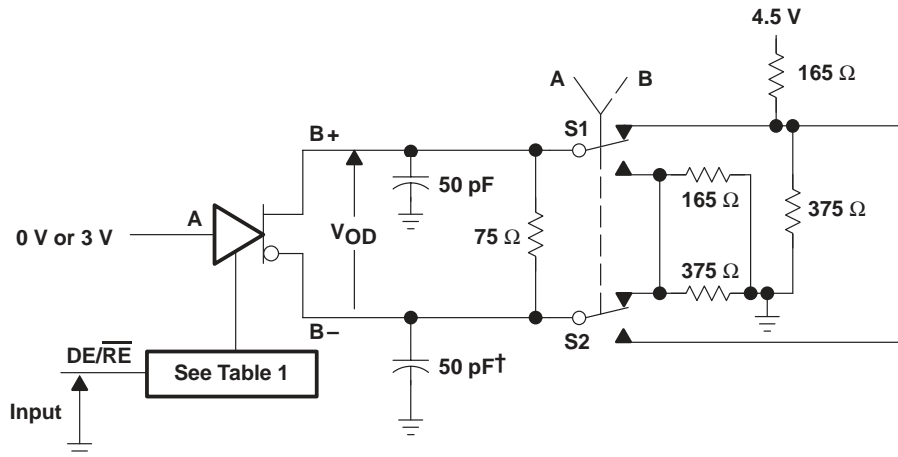 4.5 V
165 Ω
A
B
S1
B+
50 pF
165 Ω
375 Ω
A
0 V or 3 V
VOD
75 Ω
375 Ω
B–
S2
DE/RE
See Table 1
50 pF†
Input